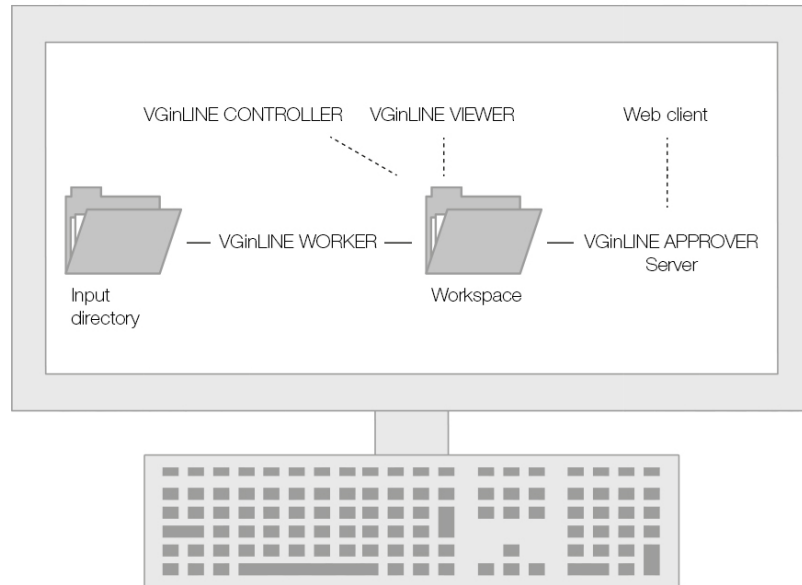 VGinLINE CONTROLLER
VGinLINE VIEWER
Web client
VGinLINE WORKER
VGinLINE APPROVER
Server
Input
directory
Workspace